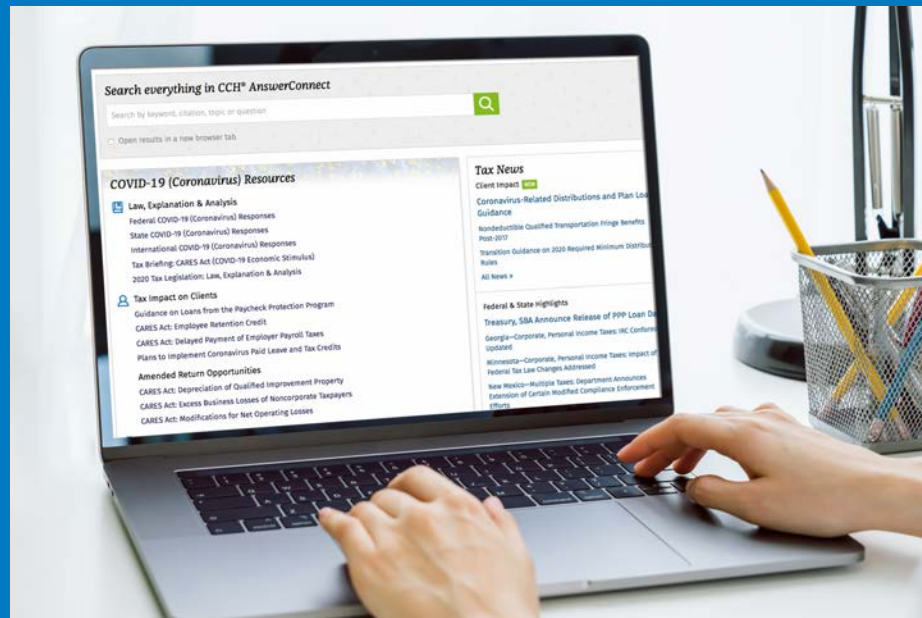 Search everything in CCH® AnswerConnect
Search by keyword, citation, topic or question
Open results in a new browser tab
COVID-19 (Coronavirus) Resources
Law, Explanation & Analysis
Federal COVID-19 (Coronavirus) Responses
State COVID-19 (Coronavirus) Responses
International COVID-19 (Coronavirus) Responses
Tax Briefing: CARES Act (COVID-19 Economic Stimulus)
2020 Tax Legislation: Law, Explanation & Analysis
Tax Impact on Clients
Guidance on Loans from the Paycheck Protection Program
CARES Act: Employee Retention Credit
CARES Act: Delayed Payment of Employer Payroll Taxes
Plans to Implement Coronavirus Paid Leave and Tax Credits
Amended Return Opportunities
CARES Act: Depreciation of Qualified Improvement Property
CARES Act: Excess Business Losses of Noncorporate Taxpayers
CARES Act: Modifications for Net Operating Losses
Tax News
Client Impact NEW
Coronavirus-Related Distributions and Plan Loa
Guidance
Nondeductible Qualified Transportation Fringe Benefits
Post-2017
Transition Guidance on 2020 Required Minimum Distribut
Rules
All News »
Federal & State Highlights
Treasury, SBA Announce Release of PPP Loan Da
Georgia—Corporate, Personal Income Taxes: IRC Conform
Updated
Minnesota—Corporate, Personal Income Taxes: Impact of
Federal Tax Law Changes Addressed
New Mexico—Multiple Taxes: Department Announces
Extension of Certain Modified Compliance Enforcement
Efforts